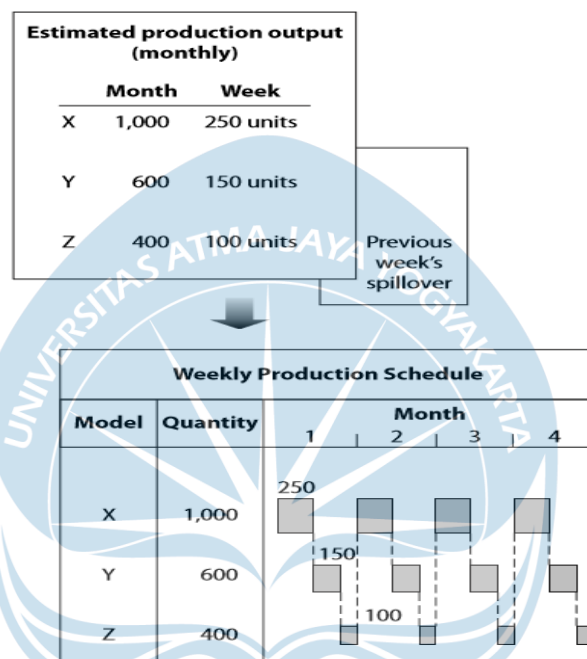 Estimated production output
(monthly)
Month Week
X 1,000 250 units
Y 600 150 units
Z 400 100 units
Previous
week's
spillover
UNIVERSITAS ATMA JAYA YOGYAKARTA
Weekly Production Schedule
Model Quantity Month
1 2 3 4
250
X 1,000
150
Y 600
100
Z 400